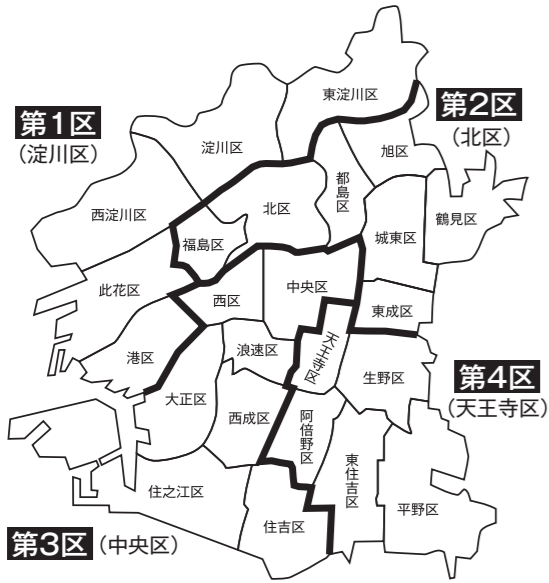 東淀川区
第1区
(淀川区)
第2区
(北区)
淀川区
旭区
都島区
西淀川区
北区
鶴見区
福島区
城東区
此花区
西区
中央区
東成区
港区
浪速区
天王寺区
生野区
第4区
(天王寺区)
大正区
西成区
阿倍野区
東住吉区
住之江区
平野区
住吉区
第3区 (中央区)